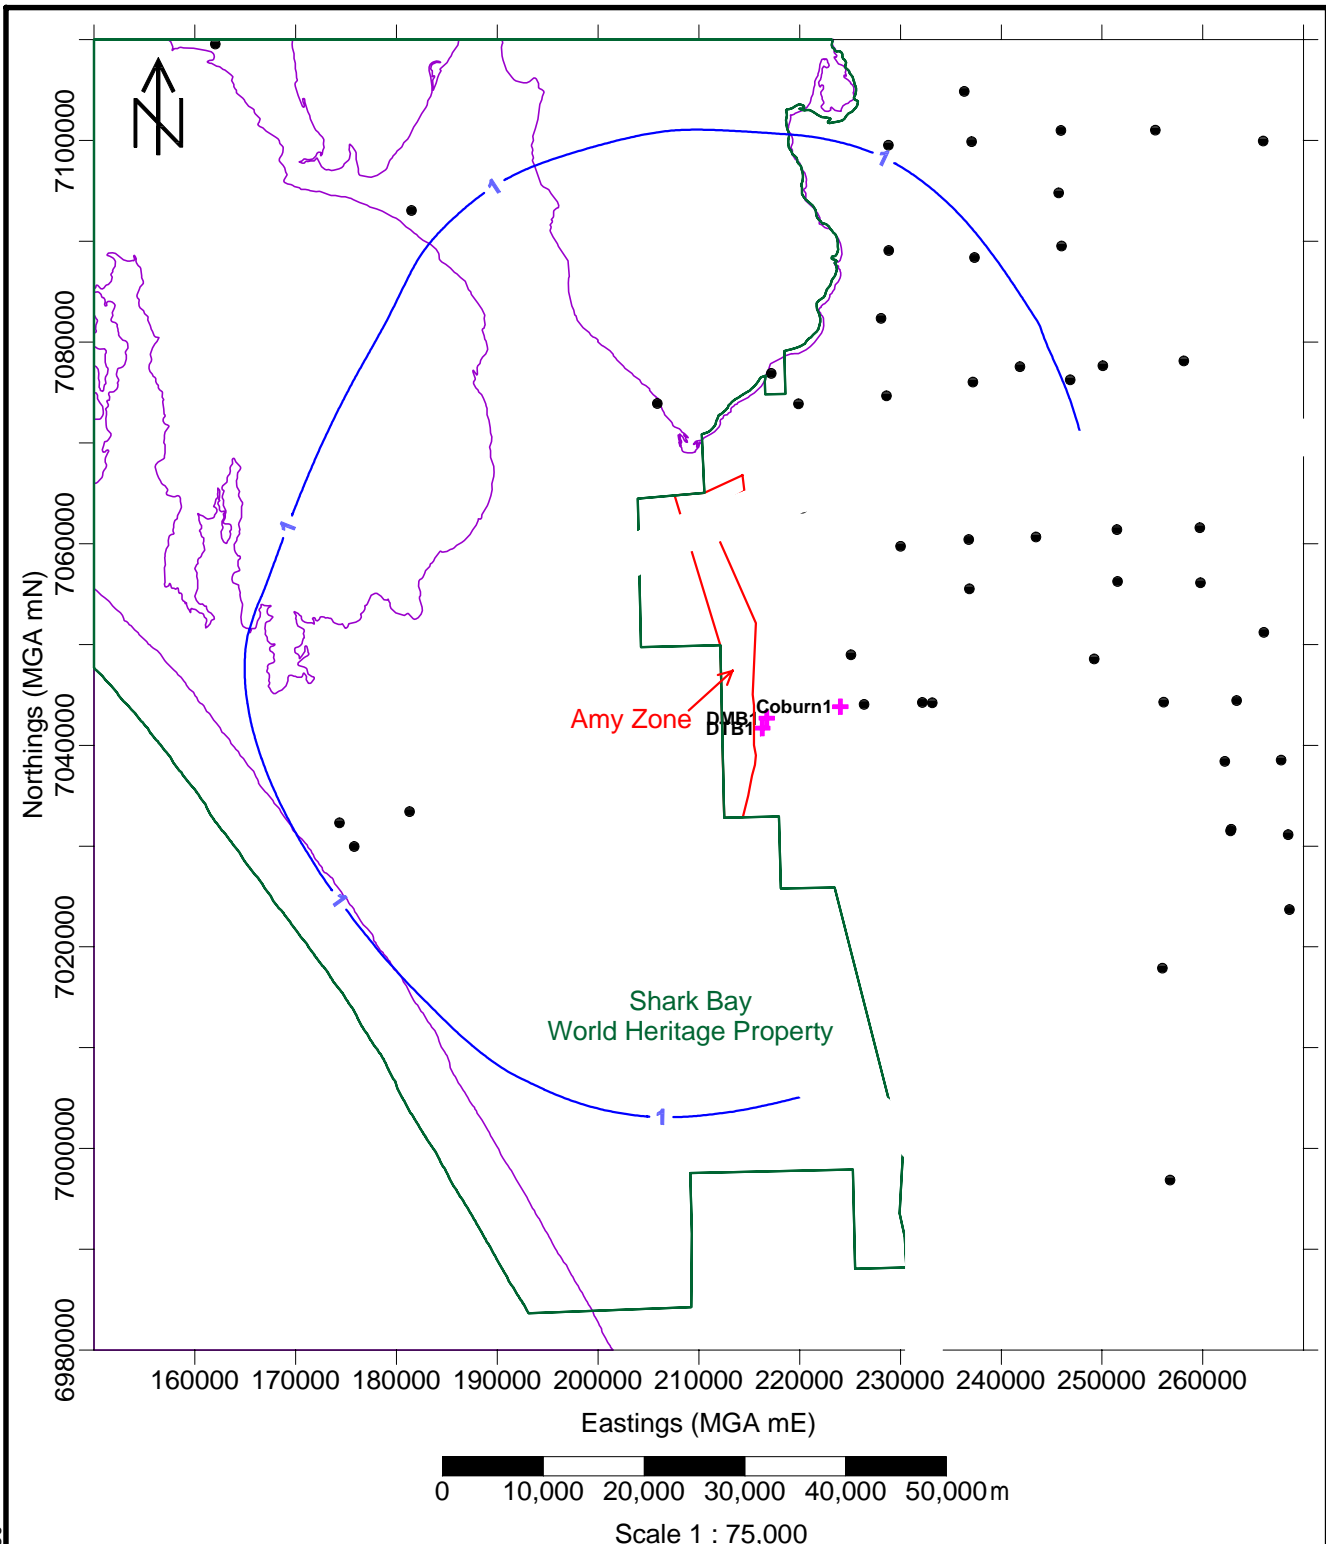 N
7100000
7080000
7060000
7040000
7020000
7000000
6980000
Northings (MGA mN)
1
1
1
1
1
Amy Zone
DMB1
DTB1
Coburn1
Shark Bay
World Heritage Property
160000 170000 180000 190000 200000 210000 220000 230000 240000 250000 260000
Eastings (MGA mE)
0 10,000 20,000 30,000 40,000 50,000m
Scale 1 : 75,000